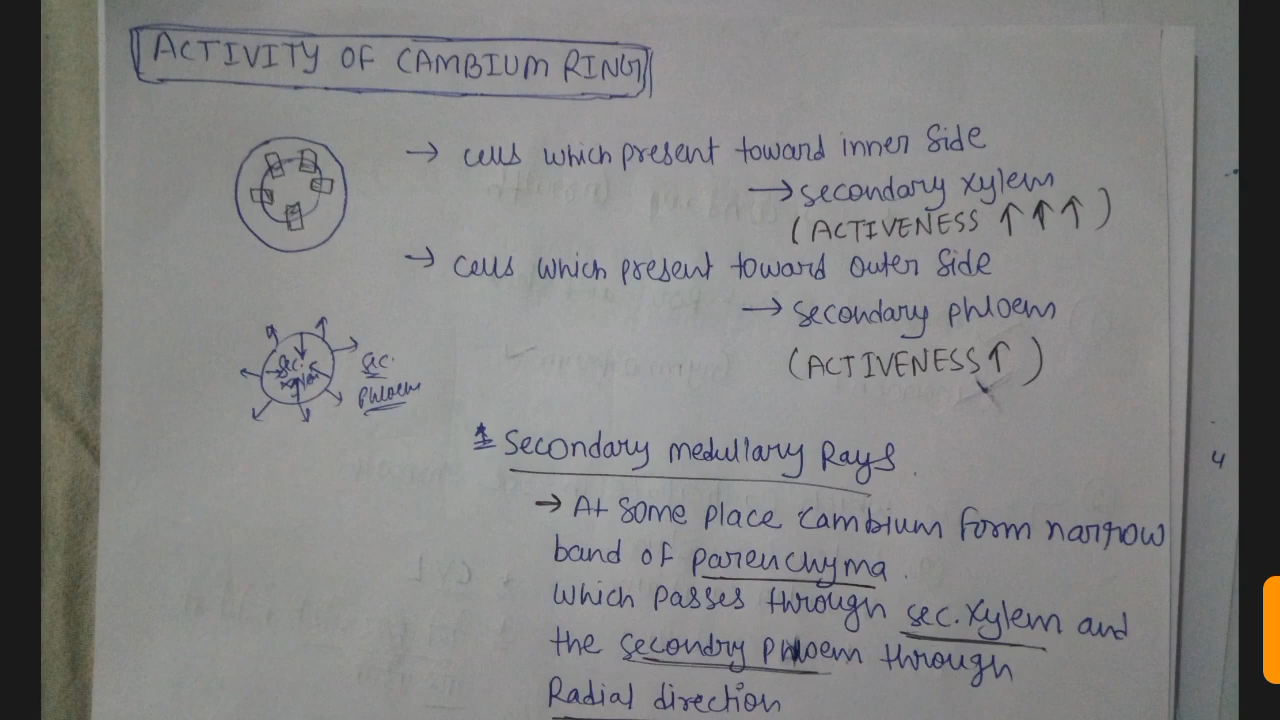 ACTIVITY OF CAMBIUM RING
→ cells which present toward inner side
→ secondary xylem
(ACTIVENESS ↑ ↑ ↑)
→ cells which present toward outer side
→ secondary phloem
(ACTIVENESS ↑)
sec. xylem
sec. phloem
* Secondary medullary Rays.
→ At some place cambium form narrow
band of parenchyma.
which passes through sec. xylem and
the secondry phloem through
Radial direction
4